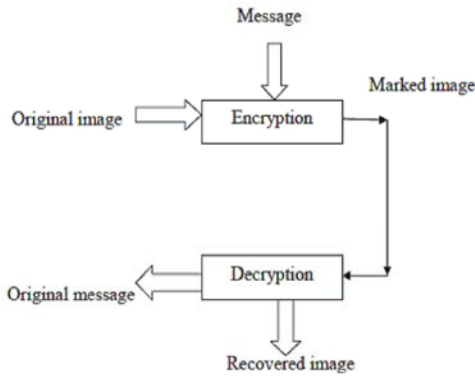 Message
Marked image
Original image
Encryption
Decryption
Original message
Recovered image